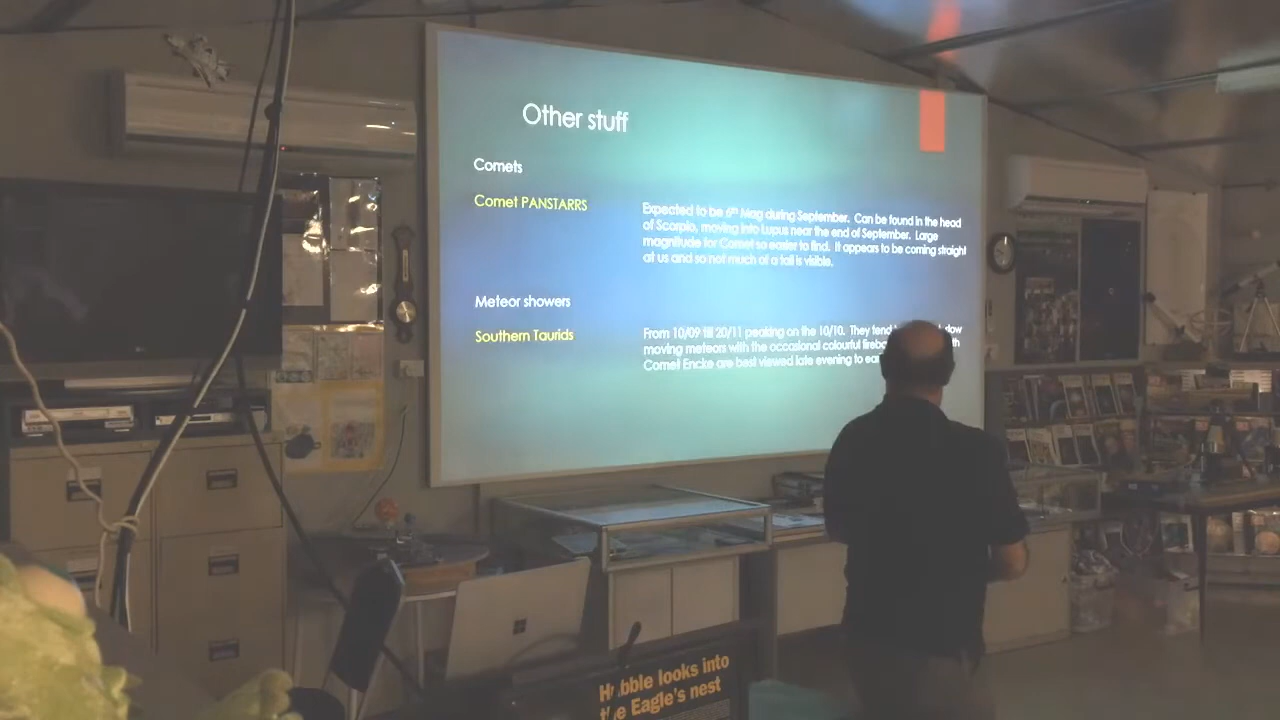 Other stuff
Comets
Comet PANSTARRS
Expected to be 6th Mag during September. Can be found in the head
of Scorpio, moving into Lupus near the end of September. Large
magnitude for Comet so easier to find. It appears to be coming straight
at us and so not much of a tail is visible.
Meteor showers
Southern Taurids
From 10/09 till 20/11 peaking on the 10/10. They tend
moving meteors with the occasional colourful
Comet Encke are best viewed late evening to
Hubble looks into
the Eagle's nest